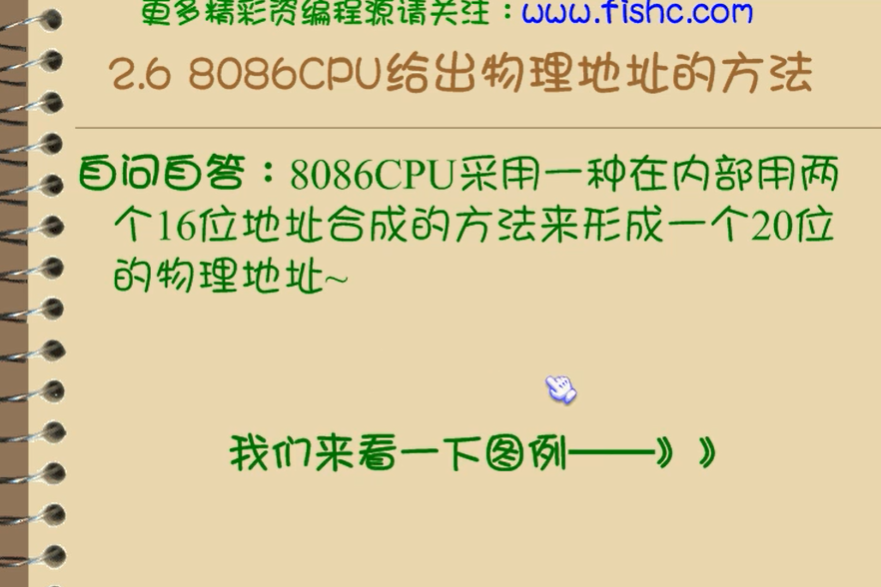 更多精彩资编程源请关注：www.fishc.com
2.6 8086CPU给出物理地址的方法
自问自答：8086CPU采用一种在内部用两
个16位地址合成的方法来形成一个20位
的物理地址~
我们来看一下图例——》》